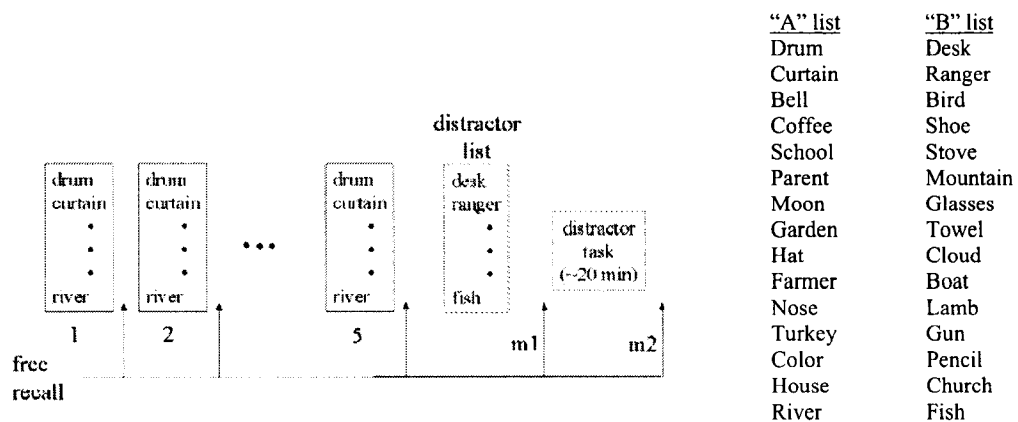 distractor
list
drum
curtain
river
1
drum
curtain
river
2
drum
curtain
river
5
desk
ranger
fish
distractor
task
(~20 min)
m1
m2
free
recall
"A" list
Drum
Curtain
Bell
Coffee
School
Parent
Moon
Garden
Hat
Farmer
Nose
Turkey
Color
House
River
"B" list
Desk
Ranger
Bird
Shoe
Stove
Mountain
Glasses
Towel
Cloud
Boat
Lamb
Gun
Pencil
Church
Fish